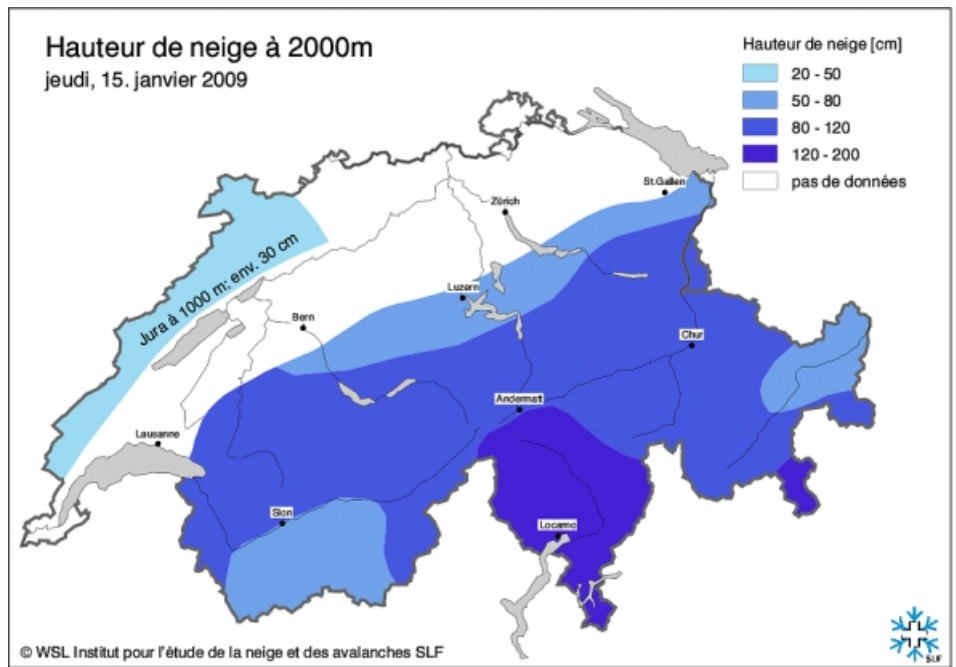 Hauteur de neige à 2000m
jeudi, 15. janvier 2009
Hauteur de neige [cm]
20 - 50
50 - 80
80 - 120
120 - 200
pas de données
St.Gallen
Zürich
Jura à 1000 m: env. 30 cm
Luzern
Bern
Chur
Andermatt
Lausanne
Sion
Locarno
© WSL Institut pour l'étude de la neige et des avalanches SLF
SLF